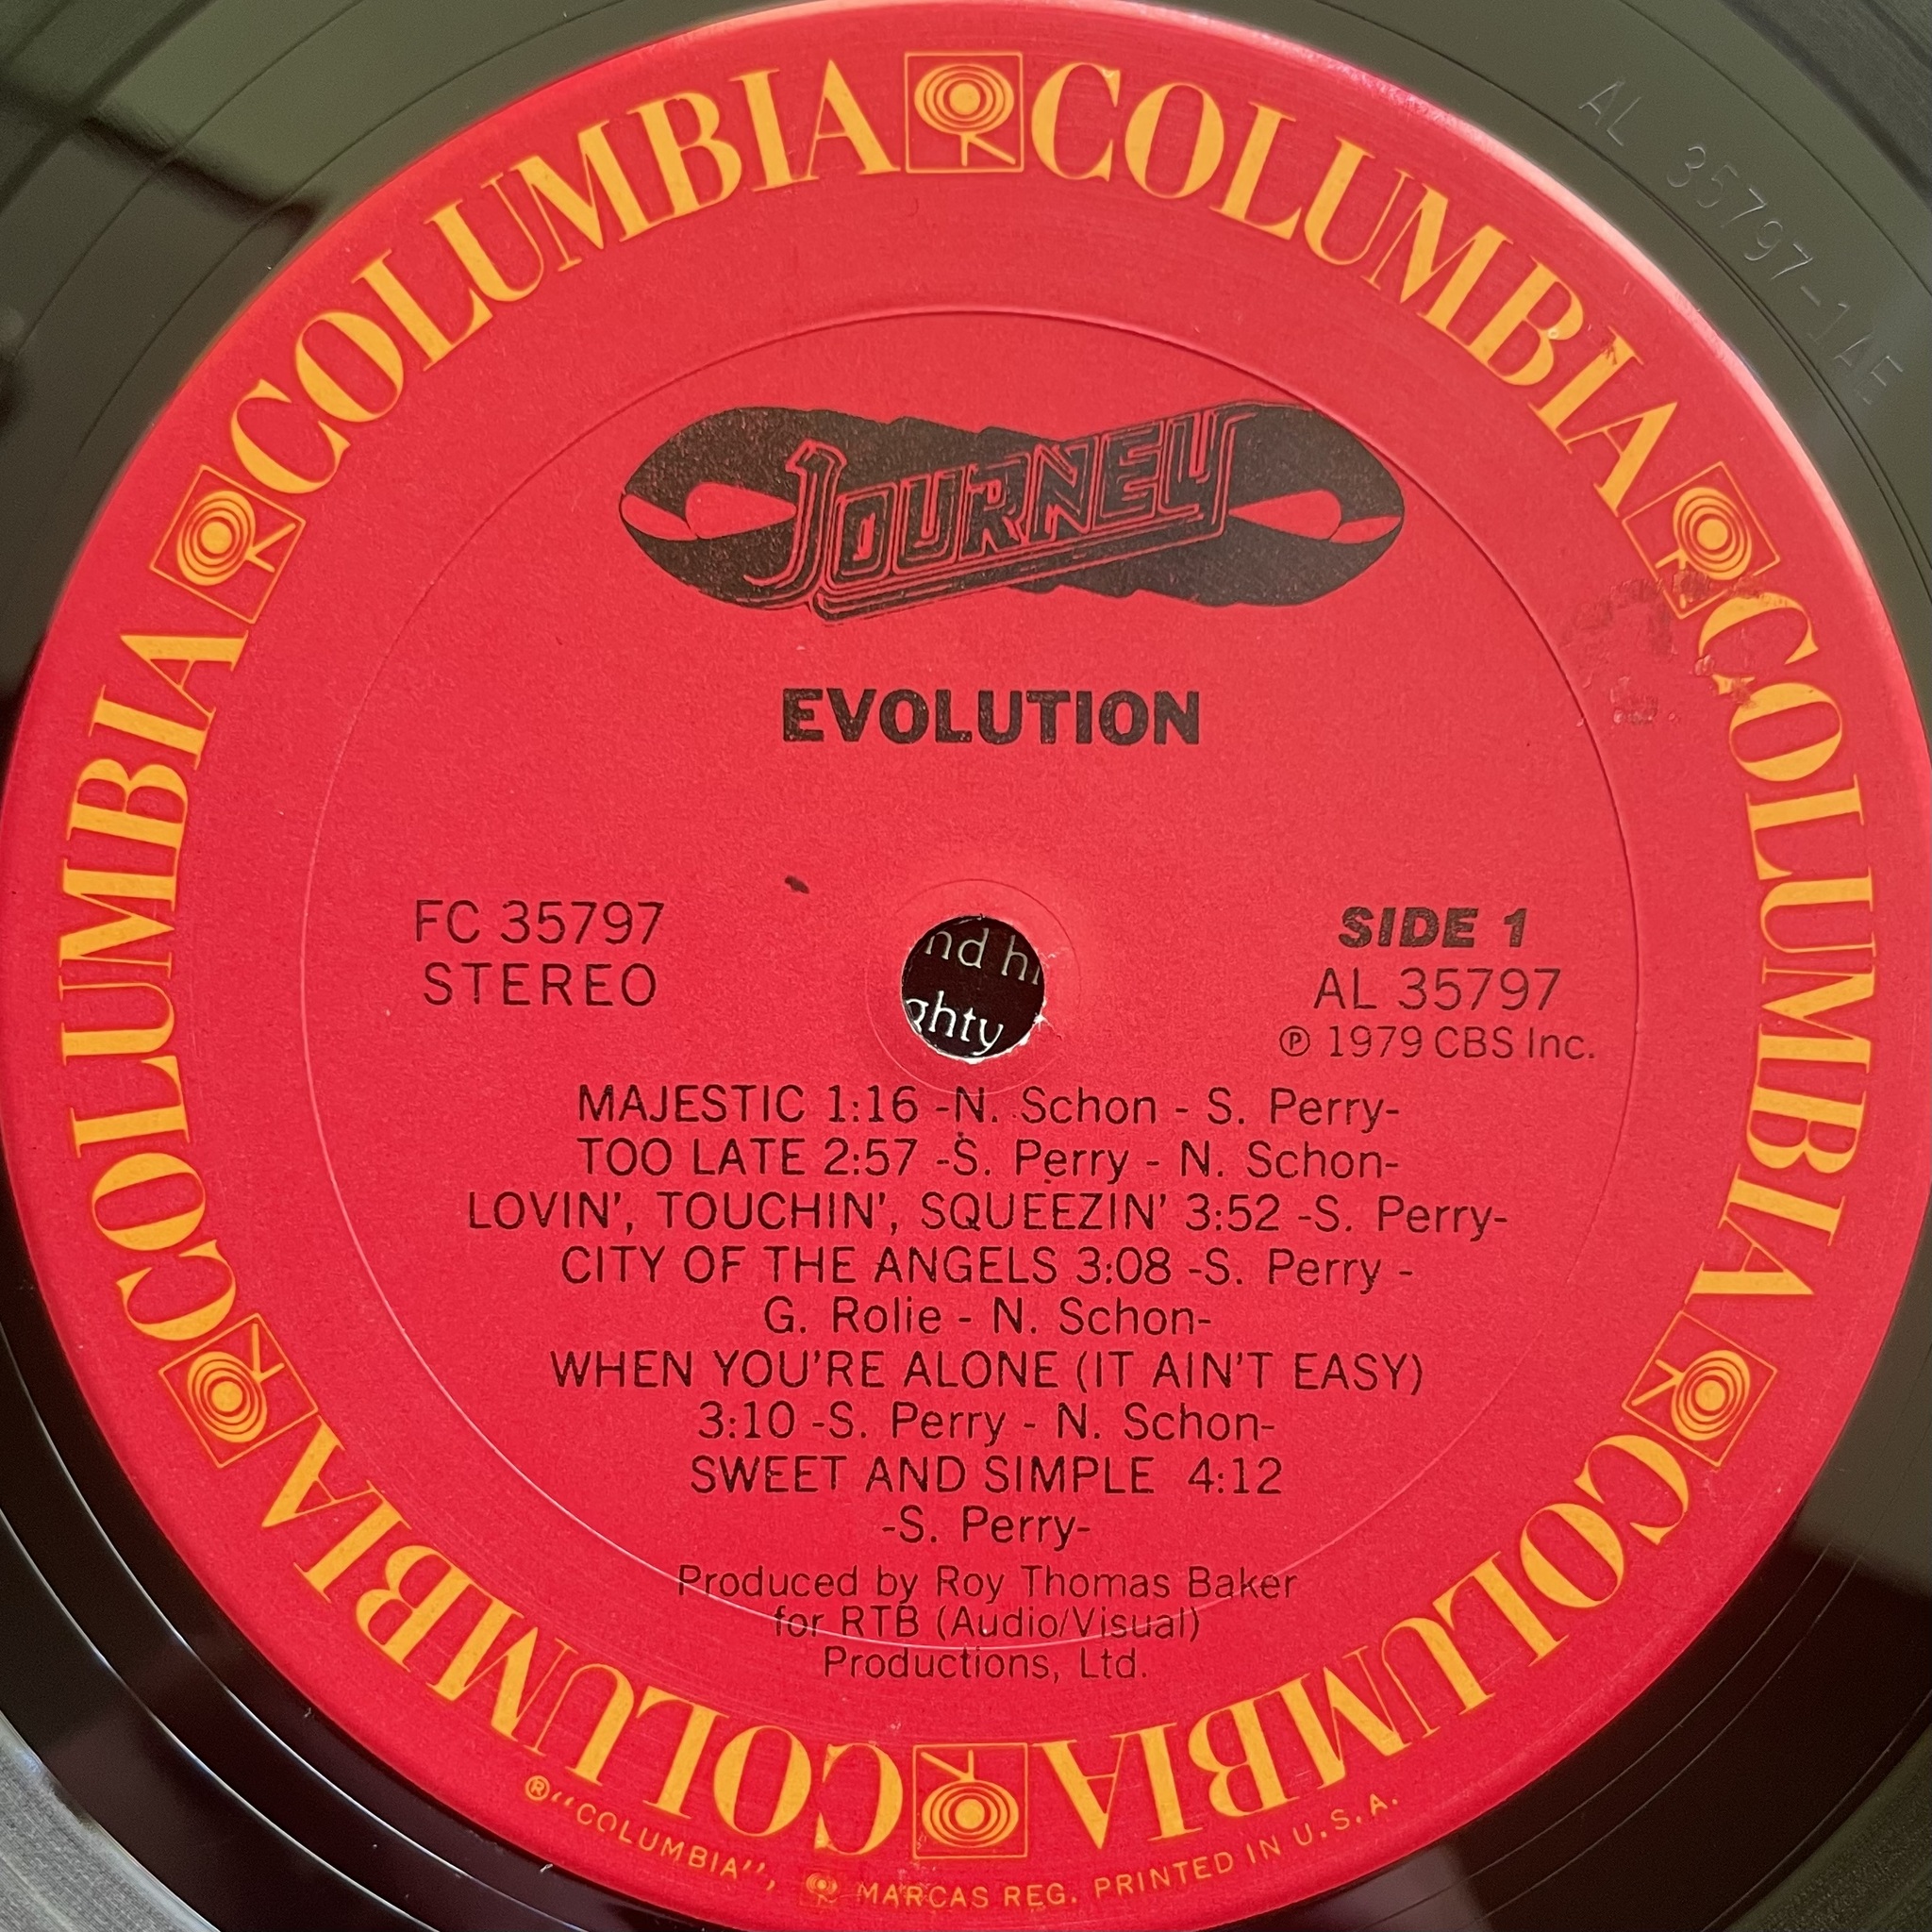 COLUMBIA COLUMBIA COLUMBIA COLUMBIA COLUMBIA COLUMBIA
AL 35797-1AE
JOURNEY
EVOLUTION
FC 35797
STEREO
SIDE 1
AL 35797
℗ 1979 CBS Inc.
nd
ghty
MAJESTIC 1:16 -N. Schon - S. Perry-
TOO LATE 2:57 -S. Perry - N. Schon-
LOVIN', TOUCHIN', SQUEEZIN' 3:52 -S. Perry-
CITY OF THE ANGELS 3:08 -S. Perry -
G. Rolie - N. Schon-
WHEN YOU'RE ALONE (IT AIN'T EASY)
3:10 -S. Perry - N. Schon-
SWEET AND SIMPLE 4:12
-S. Perry-
Produced by Roy Thomas Baker
for RTB (Audio/Visual)
Productions, Ltd.
® "COLUMBIA", MARCAS REG. PRINTED IN U.S.A.